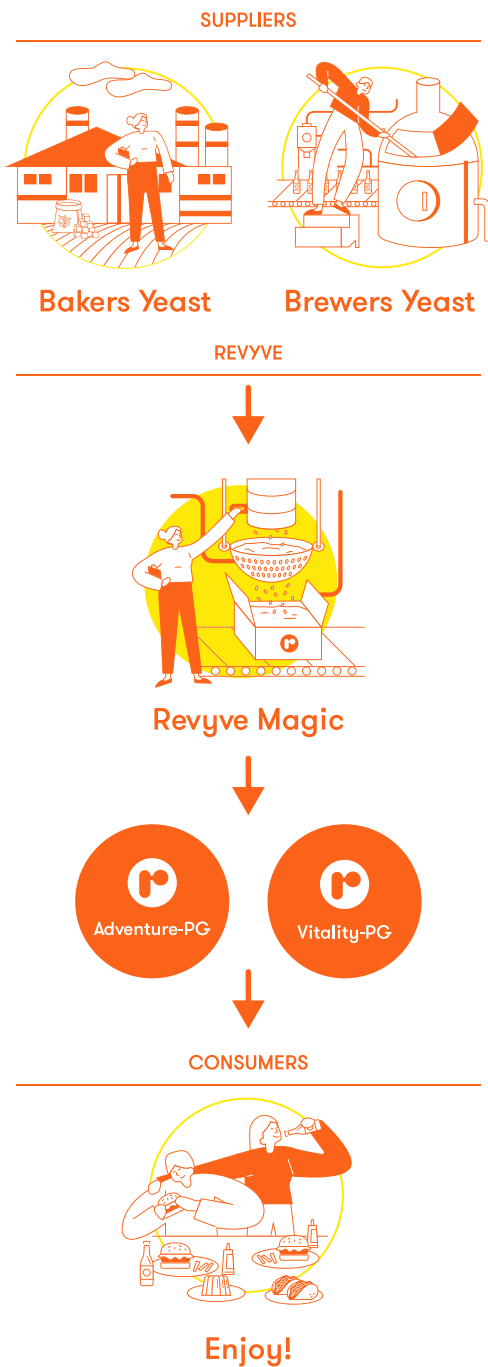 SUPPLIERS
Bakers Yeast
Brewers Yeast
REVYVE
Revyve Magic
Adventure-PG
Vitality-PG
CONSUMERS
Enjoy!